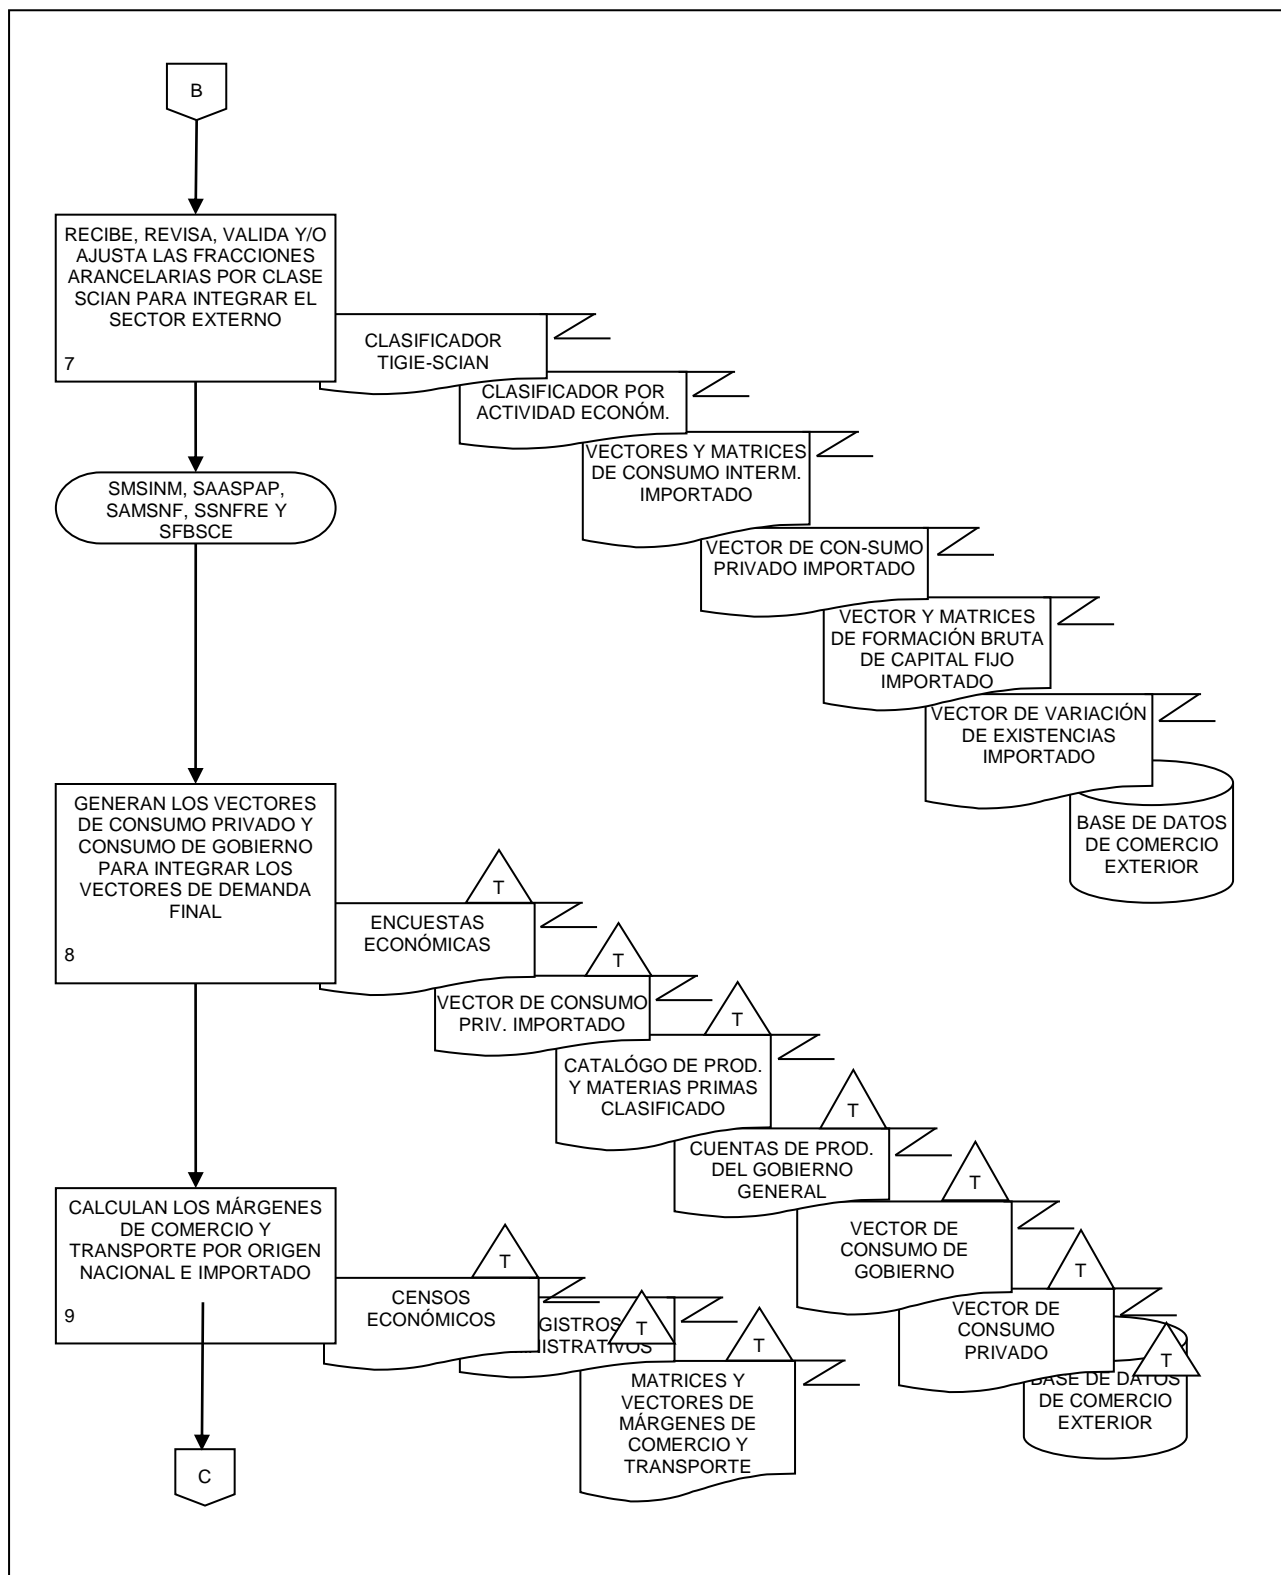 B
RECIBE, REVISA, VALIDA Y/O
AJUSTA LAS FRACCIONES
ARANCELARIAS POR CLASE
SCIAN PARA INTEGRAR EL
SECTOR EXTERNO
7
CLASIFICADOR
TIGIE-SCIAN
CLASIFICADOR POR
ACTIVIDAD ECONÓM.
VECTORES Y MATRICES
DE CONSUMO INTERM.
IMPORTADO
VECTOR DE CON-SUMO
PRIVADO IMPORTADO
VECTOR Y MATRICES
DE FORMACIÓN BRUTA
DE CAPITAL FIJO
IMPORTADO
VECTOR DE VARIACIÓN
DE EXISTENCIAS
IMPORTADO
BASE DE DATOS
DE COMERCIO
EXTERIOR
SMSINM, SAASPAP,
SAMSNF, SSNFRE Y
SFBSCE
GENERAN LOS VECTORES
DE CONSUMO PRIVADO Y
CONSUMO DE GOBIERNO
PARA INTEGRAR LOS
VECTORES DE DEMANDA
FINAL
8
T
ENCUESTAS
ECONÓMICAS
T
VECTOR DE CONSUMO
PRIV. IMPORTADO
T
CATALÓGO DE PROD.
Y MATERIAS PRIMAS
CLASIFICADO
T
CUENTAS DE PROD.
DEL GOBIERNO
GENERAL
T
VECTOR DE
CONSUMO DE
GOBIERNO
T
VECTOR DE
CONSUMO
PRIVADO
T
BASE DE DATOS
DE COMERCIO
EXTERIOR
CALCULAN LOS MÁRGENES
DE COMERCIO Y
TRANSPORTE POR ORIGEN
NACIONAL E IMPORTADO
9
T
CENSOS
ECONÓMICOS
T
GISTROS
NISTRATIVOS
T
MATRICES Y
VECTORES DE
MÁRGENES DE
COMERCIO Y
TRANSPORTE
C